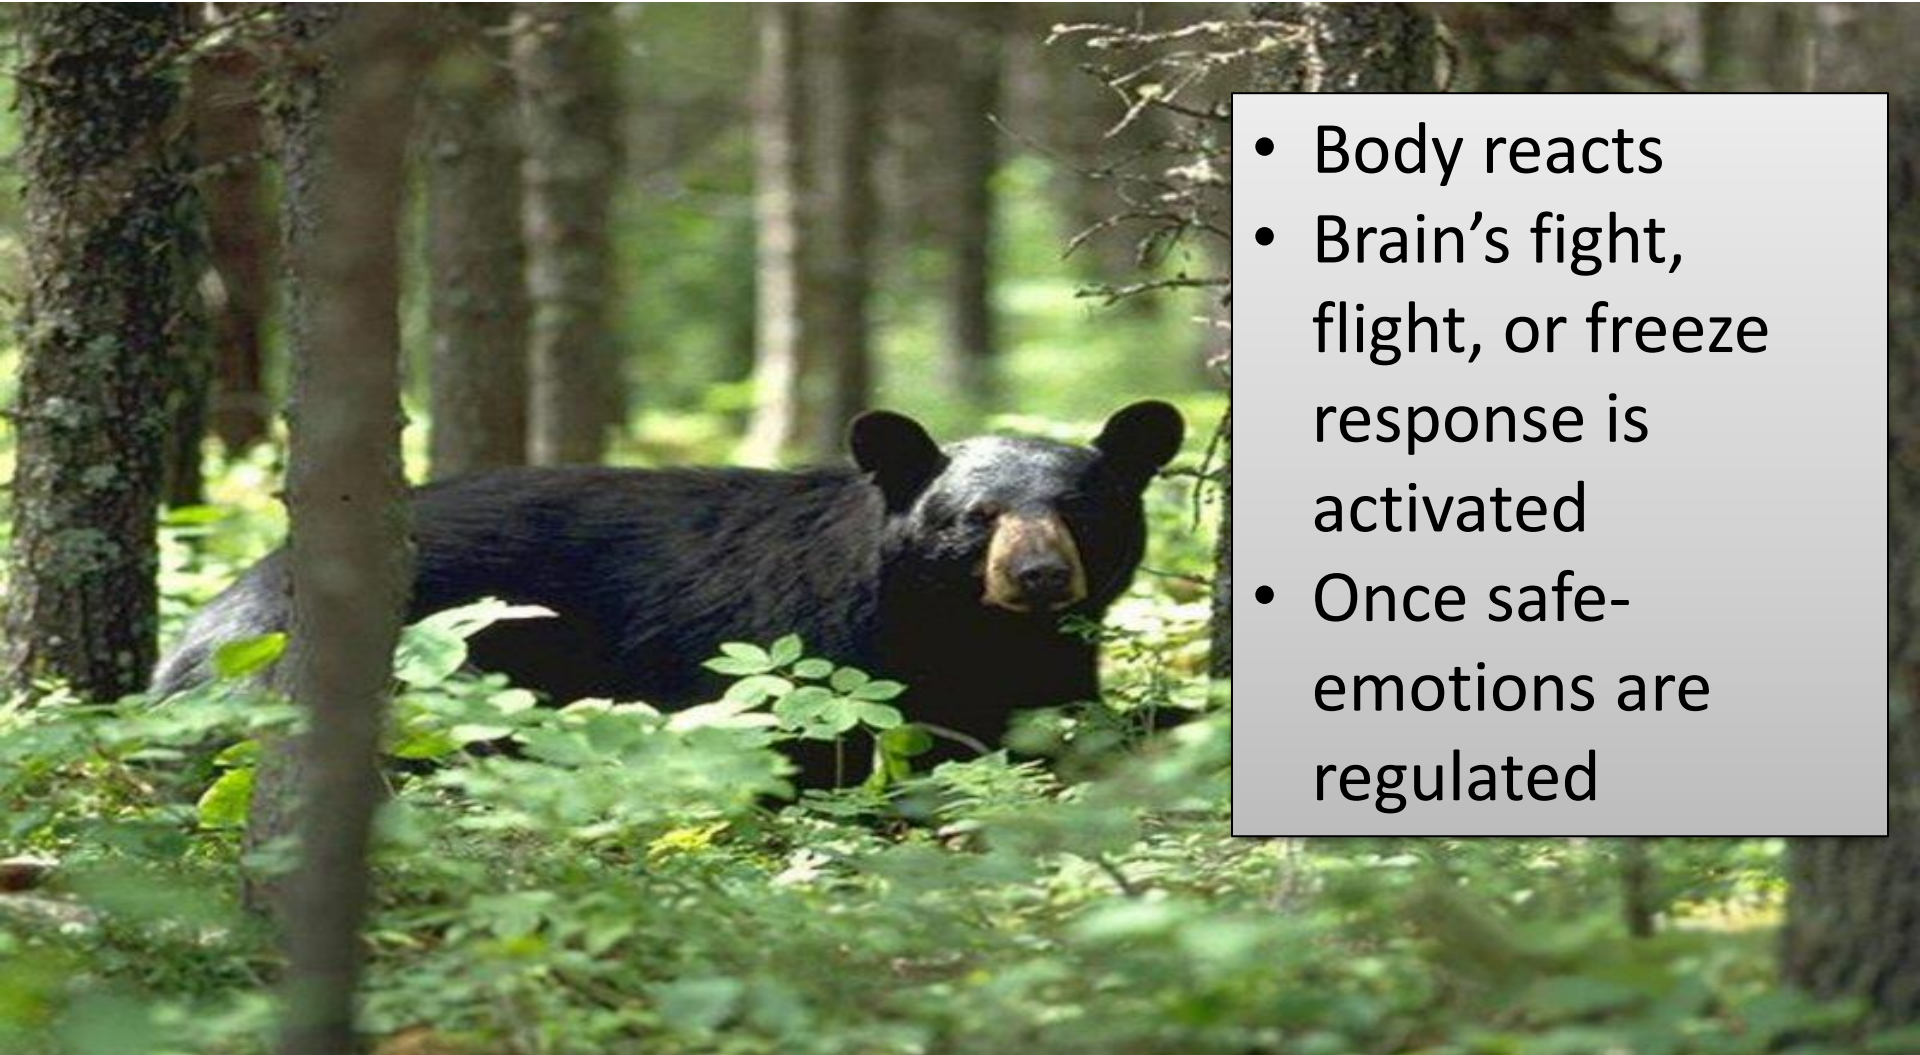 • Body reacts
• Brain’s fight,
flight, or freeze
response is
activated
• Once safe-
emotions are
regulated